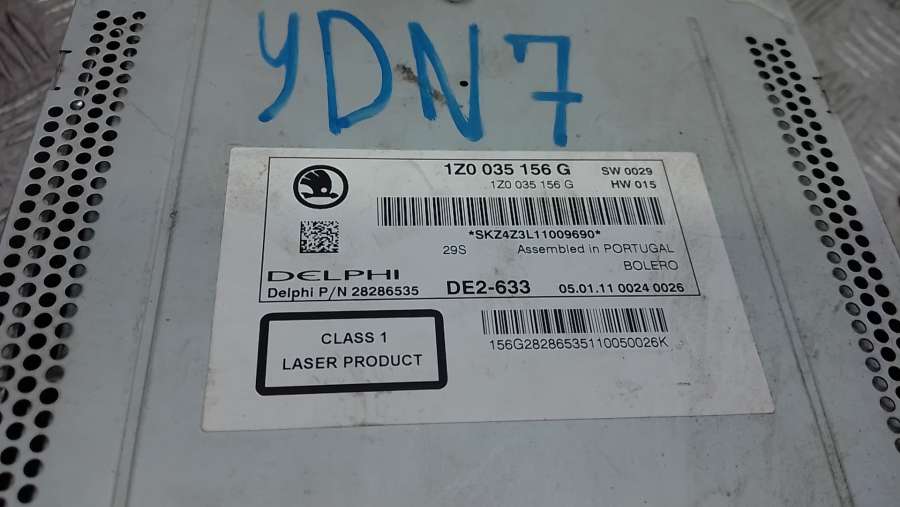 YDN7
1Z0 035 156 G SW 0029
1Z0 035 156 G HW 015
*SKZ4Z3L11009690*
29S Assembled in PORTUGAL
BOLERO
DELPHI
Delphi P/N 28286535 DE2-633 05.01.11 0024 0026
CLASS 1
LASER PRODUCT
156G28286535110050026K